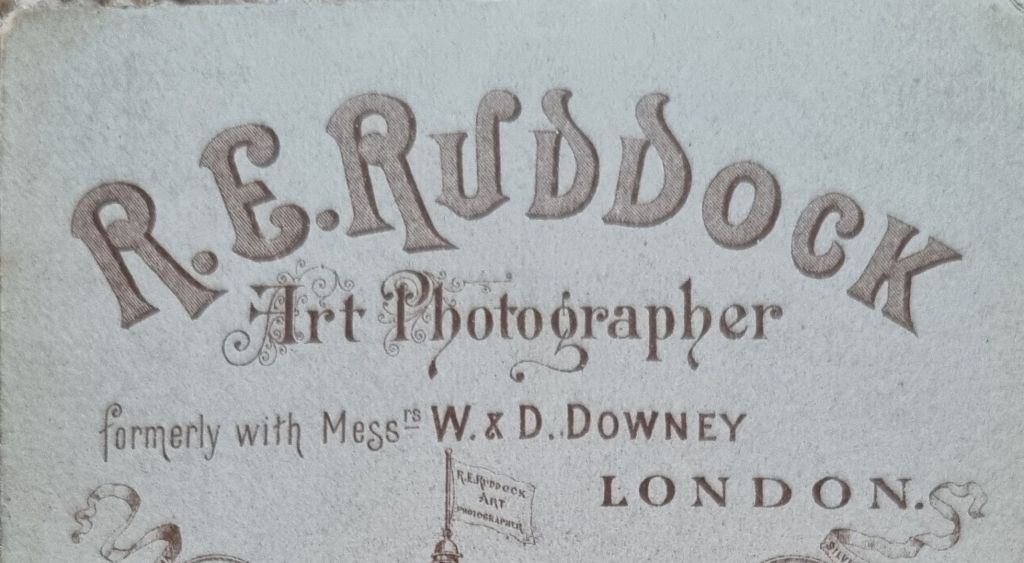 R. E. RUDDOCK
Art Photographer
formerly with Messrs W. & D. DOWNEY
LONDON.
R.E. RUDDOCK
ART
PHOTOGRAPHER